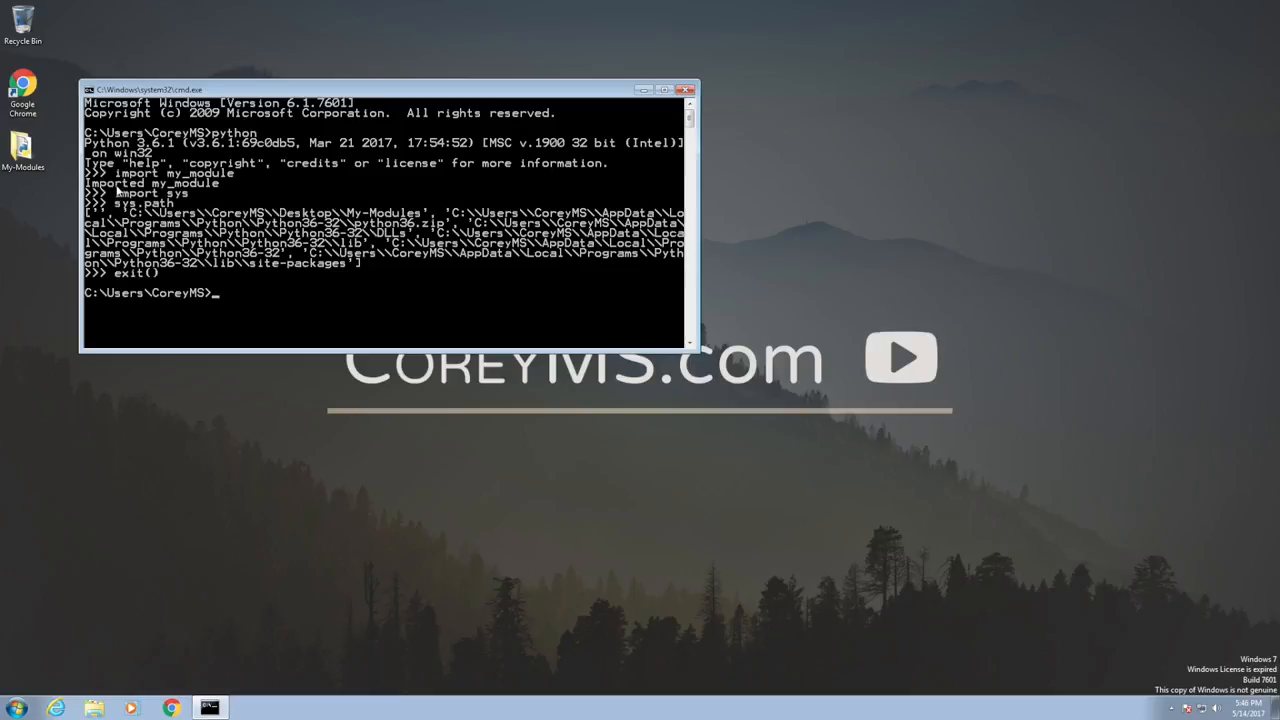 Recycle Bin
Google
Chrome
My-Modules
C:\Windows\system32\cmd.exe
Microsoft Windows [Version 6.1.7601]
Copyright (c) 2009 Microsoft Corporation.  All rights reserved.
C:\Users\CoreyMS>python
Python 3.6.1 (v3.6.1:69c0db5, Mar 21 2017, 17:54:52) [MSC v.1900 32 bit (Intel)]
on win32
Type "help", "copyright", "credits" or "license" for more information.
>>> import my_module
Imported my_module
>>> import sys
>>> sys.path
['', 'C:\\Users\\CoreyMS\\Desktop\\My-Modules', 'C:\\Users\\CoreyMS\\AppData\\Lo
cal\\Programs\\Python\\Python36-32\\python36.zip', 'C:\\Users\\CoreyMS\\AppData\
\Local\\Programs\\Python\\Python36-32\\DLLs', 'C:\\Users\\CoreyMS\\AppData\\Loca
l\\Programs\\Python\\Python36-32\\lib', 'C:\\Users\\CoreyMS\\AppData\\Local\\Pro
grams\\Python\\Python36-32', 'C:\\Users\\CoreyMS\\AppData\\Local\\Programs\\Pyth
on\\Python36-32\\lib\\site-packages']
>>> exit()
C:\Users\CoreyMS>_
CoreyMS.com
Windows 7
Windows License is expired
Build 7601
This copy of Windows is not genuine
5:46 PM
5/14/2017